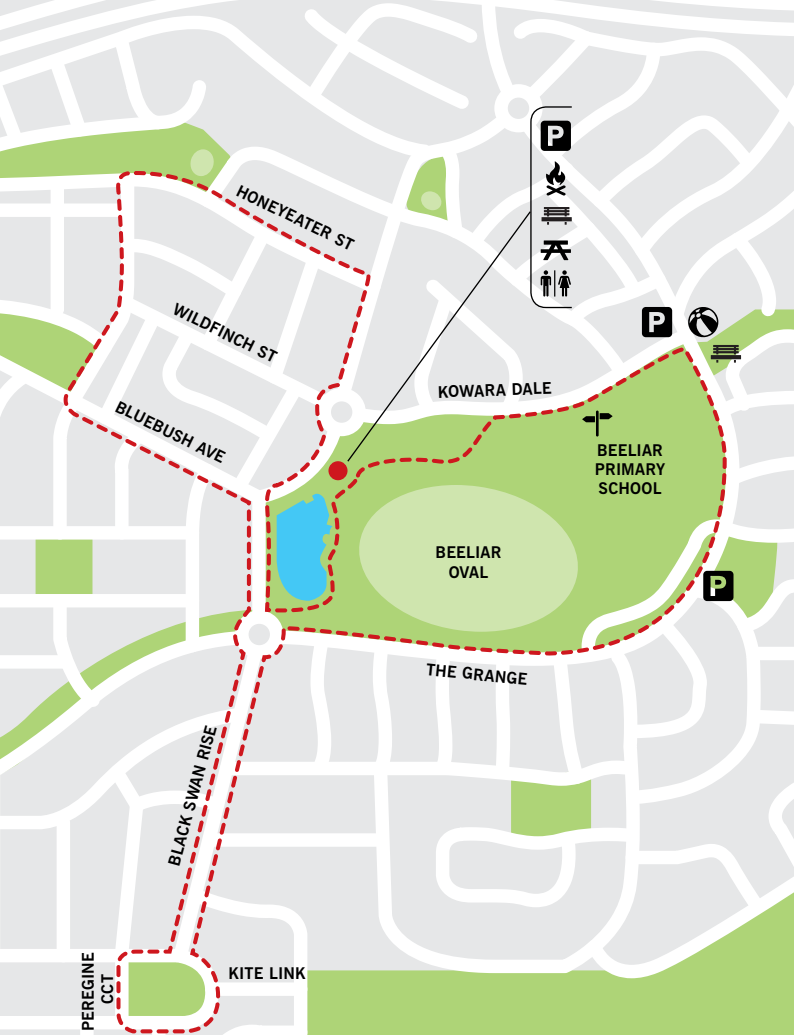 P
HONEYEATER ST
WILDFINCH ST
P
KOWARA DALE
BLUEBUSH AVE
BEELIAR
PRIMARY
SCHOOL
BEELIAR
OVAL
P
THE GRANGE
BLACK SWAN RISE
PEREGINE
CCT
KITE LINK